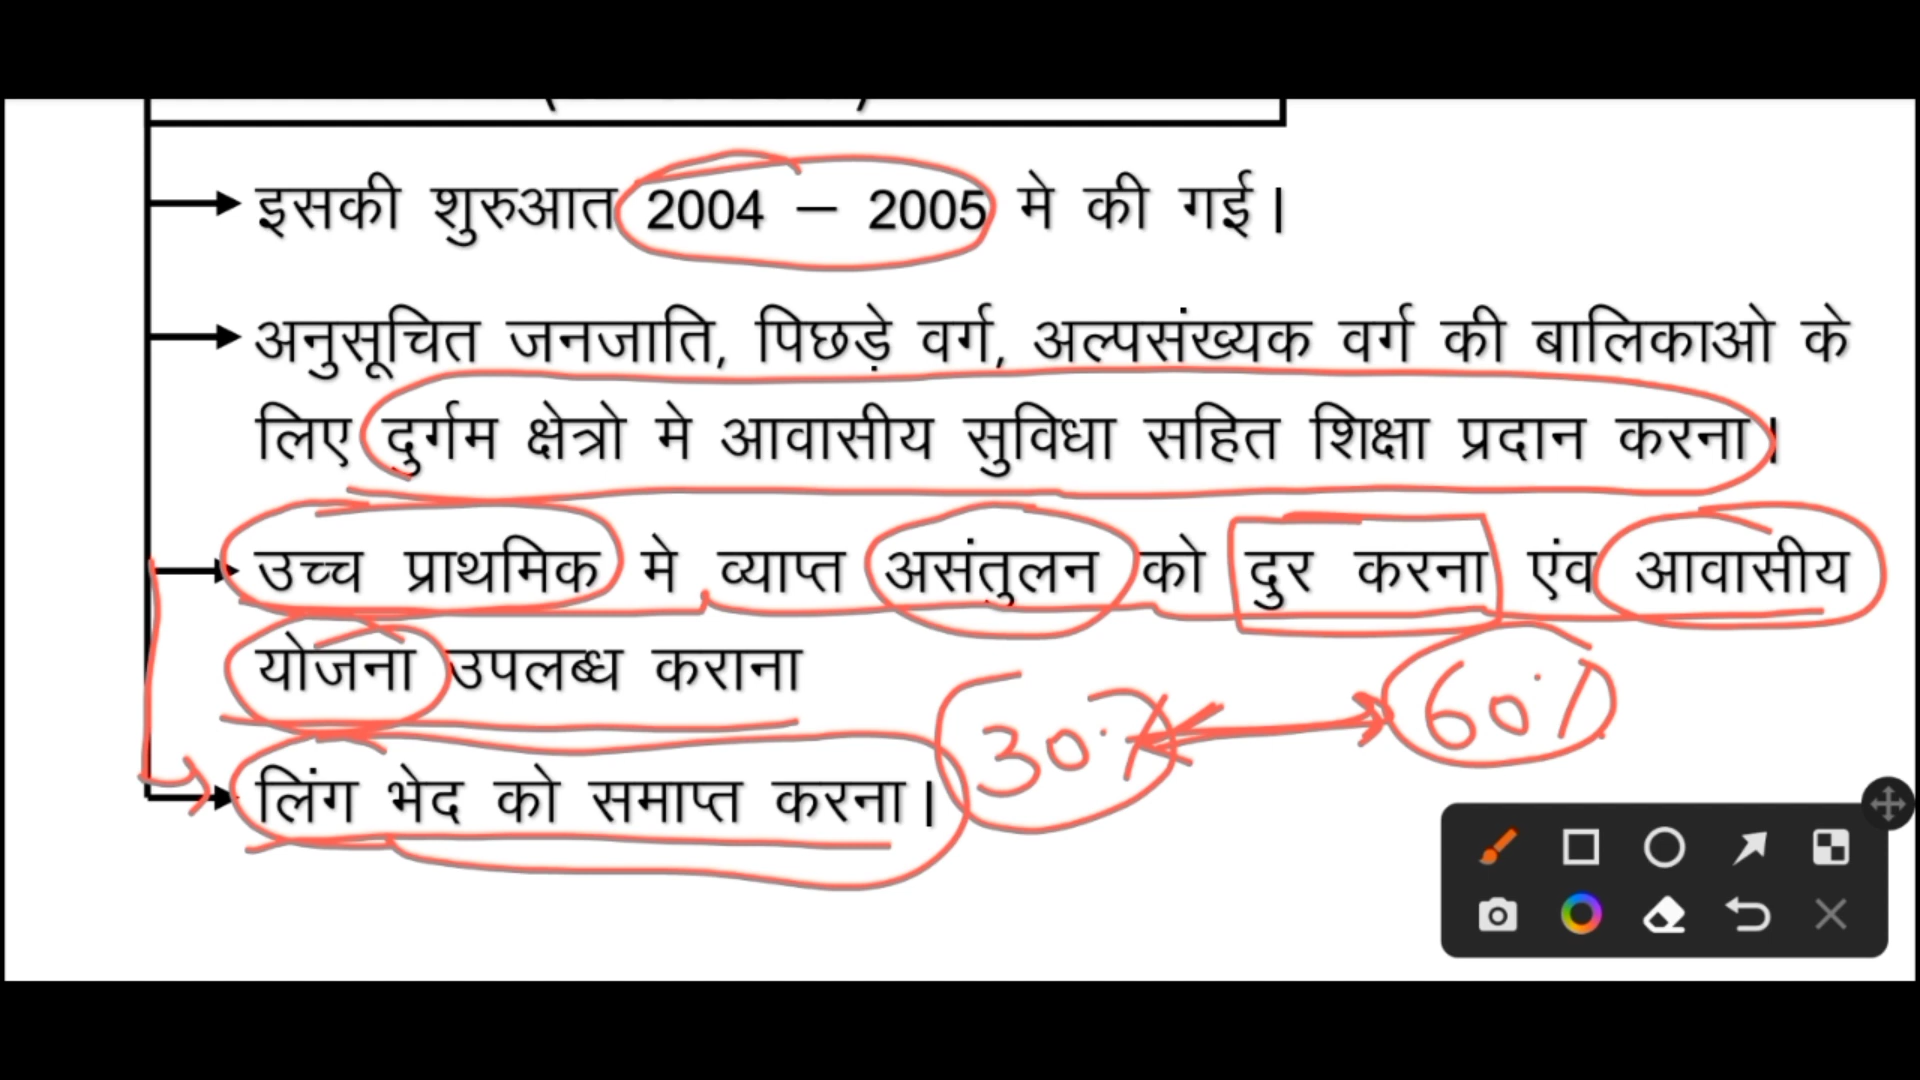 इसकी शुरुआत 2004 – 2005 मे की गई।
अनुसूचित जनजाति, पिछड़े वर्ग, अल्पसंख्यक वर्ग की बालिकाओ के
लिए दुर्गम क्षेत्रो मे आवासीय सुविधा सहित शिक्षा प्रदान करना।
उच्च प्राथमिक मे व्याप्त असंतुलन को दुर करना एंव आवासीय
योजना उपलब्ध कराना
30% 60%
लिंग भेद को समाप्त करना।